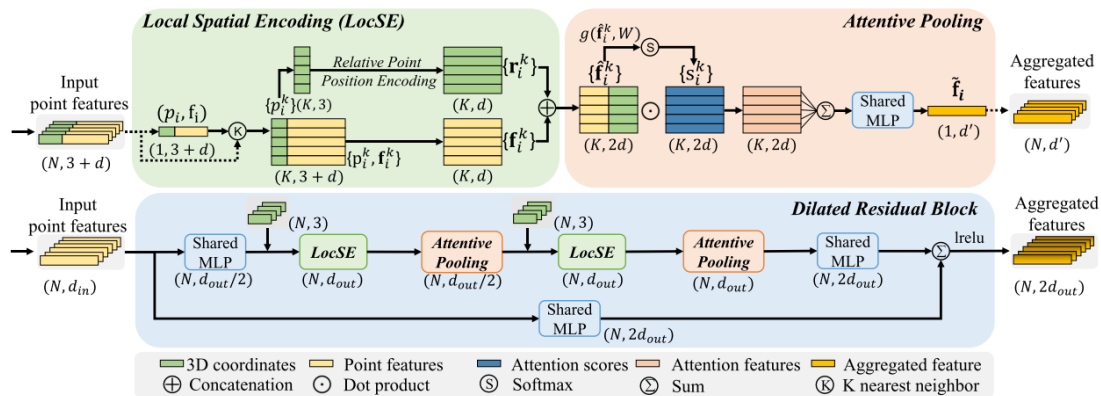 Local Spatial Encoding (LocSE)
Attentive Pooling
Input
point features
(N, 3 + d)
(p_i, f_i)
(1, 3 + d)
K
{p_i^k}(K, 3)
Relative Point
Position Encoding
{r_i^k}
(K, d)
{p_i^k, f_i^k}
(K, 3 + d)
{f_i^k}
(K, d)
g(f̂_i^k, W)
S
{f̂_i^k}
{s_i^k}
(K, 2d)
(K, 2d)
(K, 2d)
Σ
Shared
MLP
f̃_i
(1, d')
Aggregated
features
(N, d')
Input
point features
(N, d_in)
Dilated Residual Block
Shared
MLP
(N, d_out/2)
(N, 3)
LocSE
(N, d_out)
Attentive
Pooling
(N, d_out/2)
(N, 3)
LocSE
(N, d_out)
Attentive
Pooling
(N, d_out)
Shared
MLP
(N, 2d_out)
Σ
lrelu
Shared
MLP
(N, 2d_out)
Aggregated
features
(N, 2d_out)
3D coordinates
Point features
Attention scores
Attention features
Aggregated feature
Concatenation
Dot product
S Softmax
Σ Sum
K K nearest neighbor